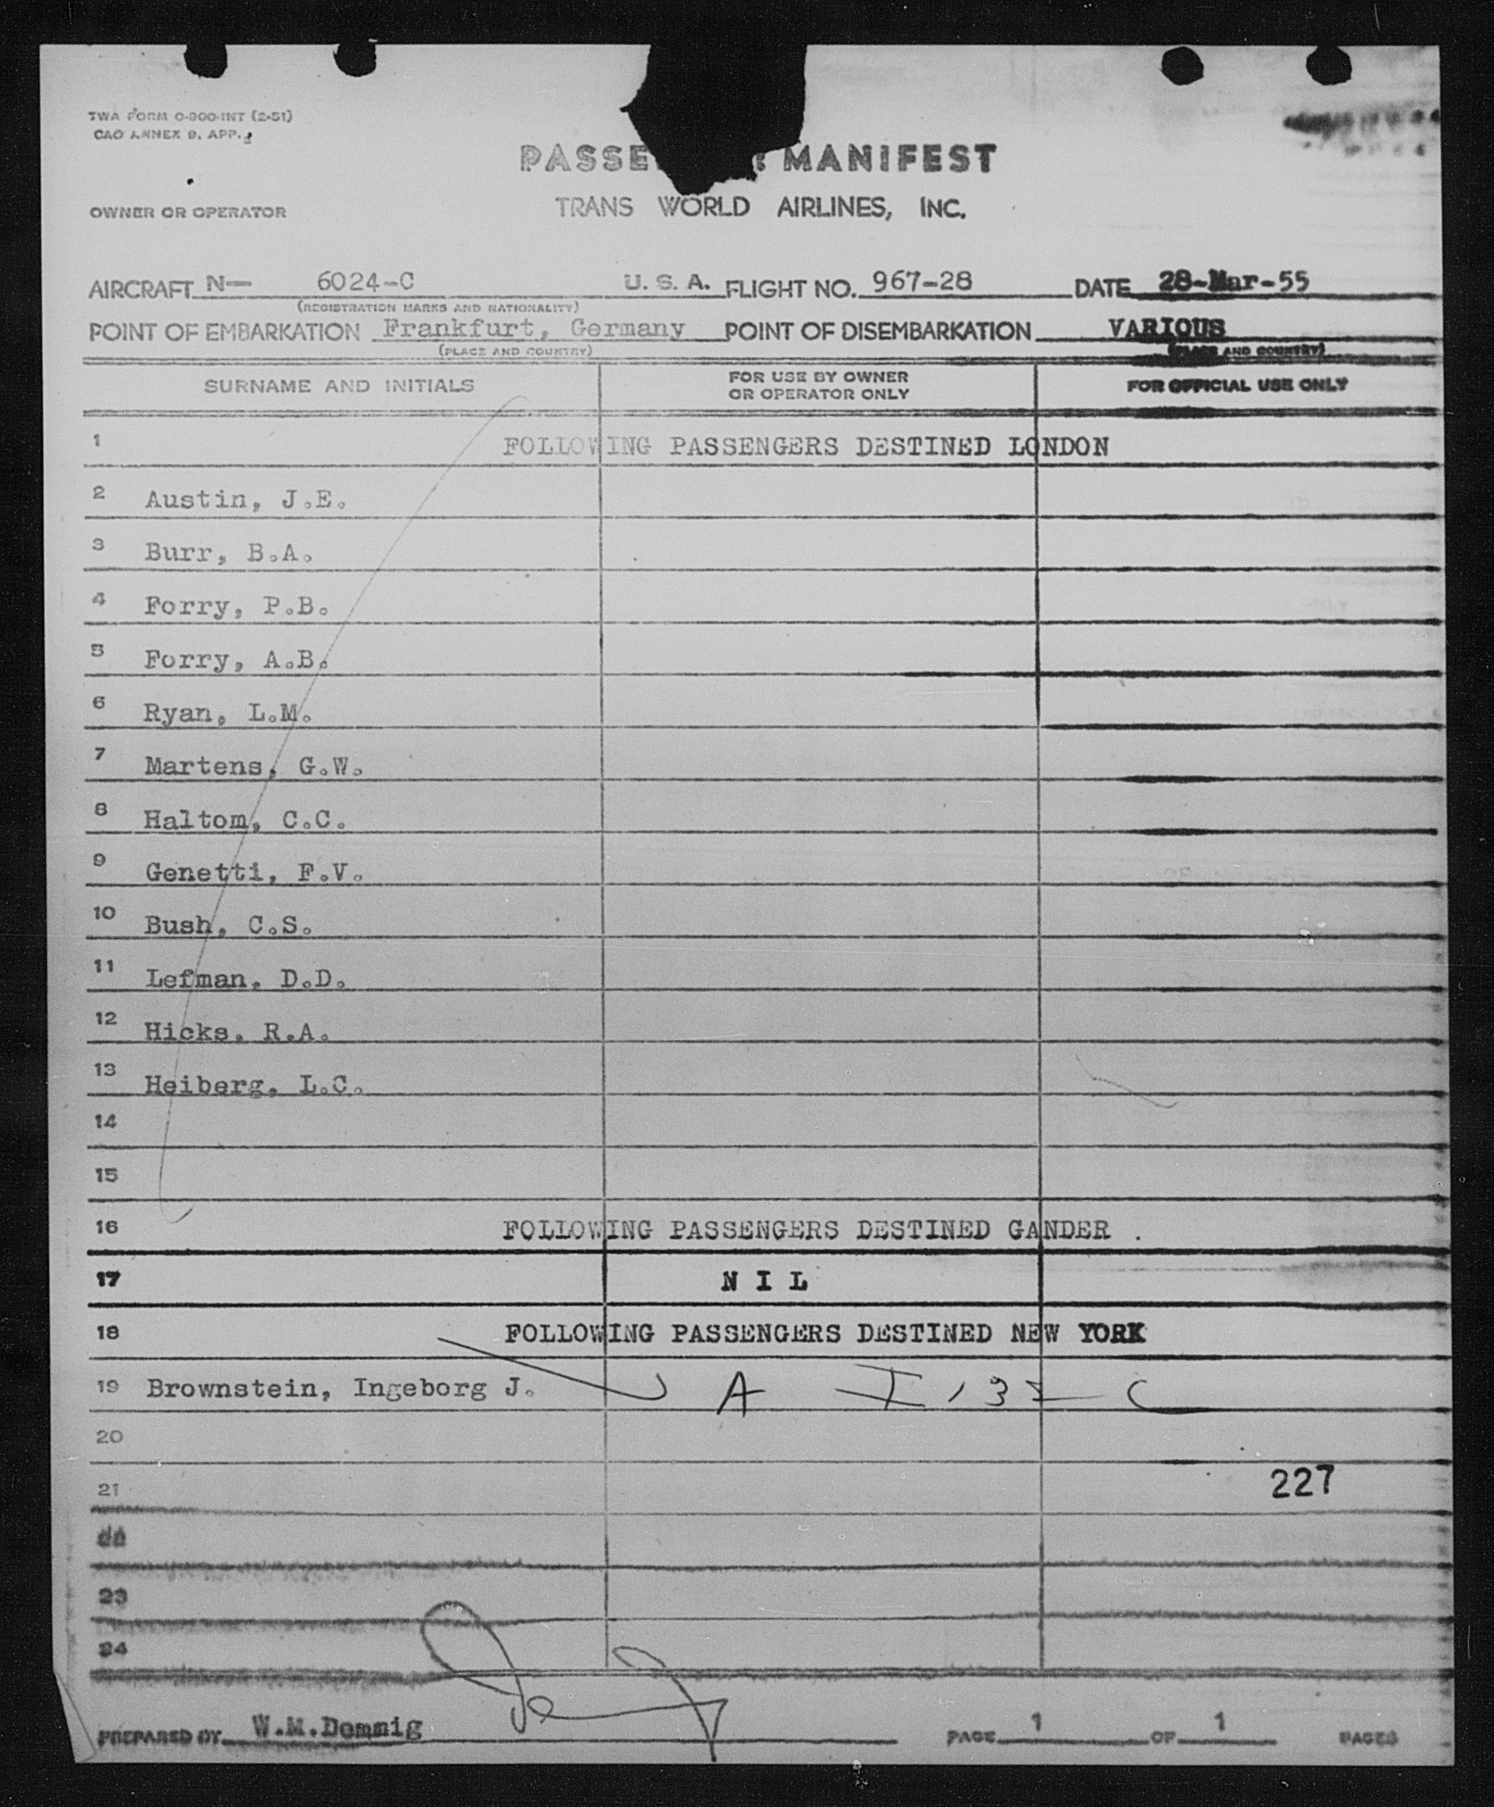 TWA FORM O-300-INT (2-51)
CAO ANNEX 9, APP.
PASSE MANIFEST
OWNER OR OPERATOR
TRANS WORLD AIRLINES, INC.
AIRCRAFT N— 6024-C U. S. A. FLIGHT NO. 967-28 DATE 28-Mar-55
(REGISTRATION MARKS AND NATIONALITY)
POINT OF EMBARKATION Frankfurt, Germany POINT OF DISEMBARKATION VARIOUS
(PLACE AND COUNTRY) (PLACE AND COUNTRY)
SURNAME AND INITIALS FOR USE BY OWNER OR OPERATOR ONLY FOR OFFICIAL USE ONLY
1 FOLLOWING PASSENGERS DESTINED LONDON
2 Austin, J.E.
3 Burr, B.A.
4 Forry, P.B.
5 Forry, A.B.
6 Ryan, L.M.
7 Martens, G.W.
8 Haltom, C.C.
9 Genetti, F.V.
10 Bush, C.S.
11 Lefman, D.D.
12 Hicks, R.A.
13 Heiberg, L.C.
14
15
16 FOLLOWING PASSENGERS DESTINED GANDER .
17 N I L
18 FOLLOWING PASSENGERS DESTINED NEW YORK
19 Brownstein, Ingeborg J. A
20
21 227
22
23
24
PREPARED BY W.M.Domnig PAGE 1 OF 1 PAGES